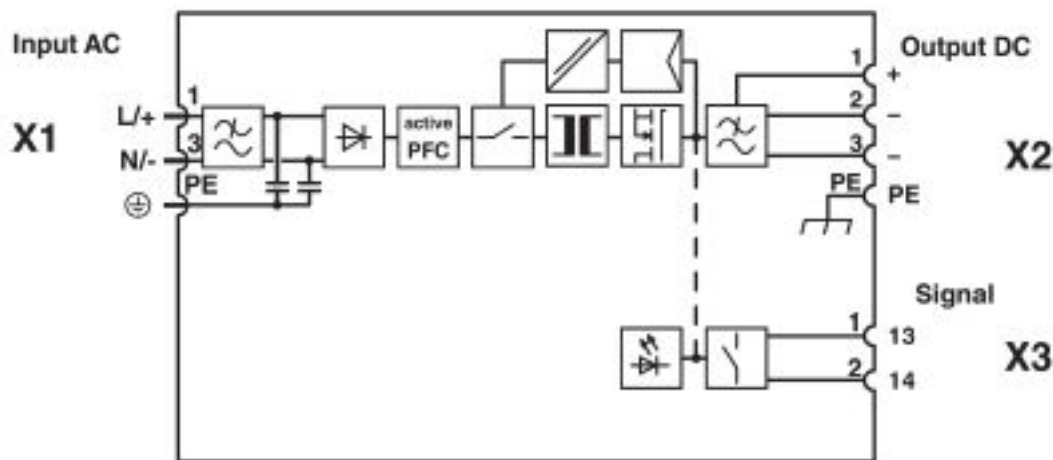 Input AC
X1
L/+
1
N/-
3
PE
active
PFC
Output DC
X2
1
+
2
–
3
–
PE
PE
Signal
X3
1
13
2
14